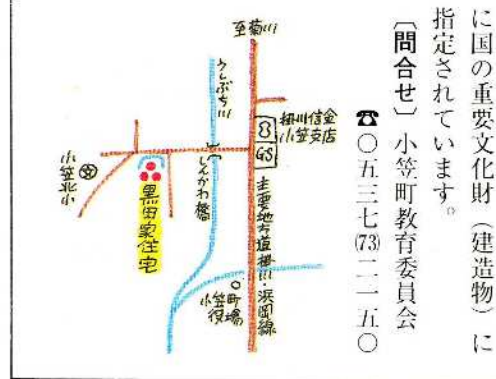 に国の重要文化財（建造物）に
指定されています。
〔問合せ〕小笠町教育委員会
☎〇五三七(73)二一一五〇
至菊川
うしぶち川
掛川信金
小笠支店
GS
しんかわ橋
小笠北小
黒田家住宅
主要地方道掛川・浜岡線
小笠町
役場